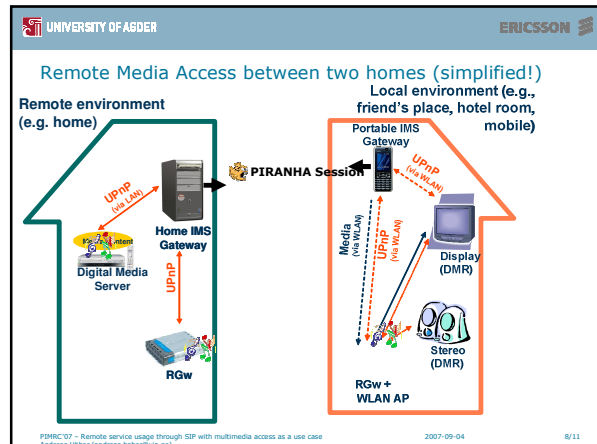 UNIVERSITY OF AGDER
ERICSSON
Remote Media Access between two homes (simplified!)
Remote environment
(e.g. home)
Local environment (e.g.,
friend's place, hotel room,
mobile)
Portable IMS
Gateway
PIRANHA Session
UPnP
(via LAN)
UPnP
(via WLAN)
Home IMS
Gateway
Digital Media
Server
UPnP
Media
(via WLAN)
UPnP
(via WLAN)
Display
(DMR)
RGw
Stereo
(DMR)
RGw +
WLAN AP
PIMRC'07 – Remote service usage through SIP with multimedia access as a use case
2007-09-04
8/11